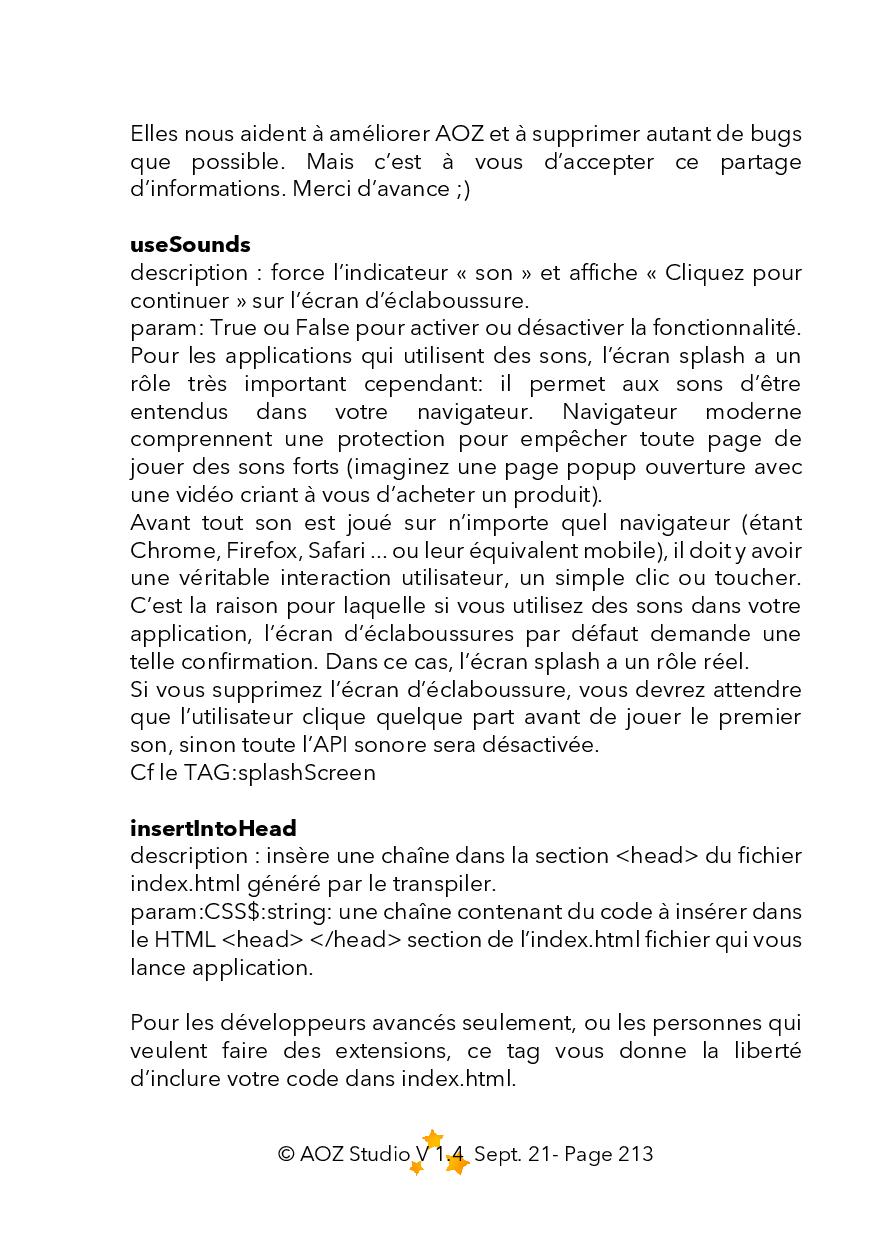 Elles nous aident à améliorer AOZ et à supprimer autant de bugs
que possible. Mais c’est à vous d’accepter ce partage
d’informations. Merci d’avance ;)
useSounds
description : force l’indicateur « son » et affiche « Cliquez pour
continuer » sur l’écran d’éclaboussure.
param: True ou False pour activer ou désactiver la fonctionnalité.
Pour les applications qui utilisent des sons, l’écran splash a un
rôle très important cependant: il permet aux sons d’être
entendus dans votre navigateur. Navigateur moderne
comprennent une protection pour empêcher toute page de
jouer des sons forts (imaginez une page popup ouverture avec
une vidéo criant à vous d’acheter un produit).
Avant tout son est joué sur n’importe quel navigateur (étant
Chrome, Firefox, Safari ... ou leur équivalent mobile), il doit y avoir
une véritable interaction utilisateur, un simple clic ou toucher.
C’est la raison pour laquelle si vous utilisez des sons dans votre
application, l’écran d’éclaboussures par défaut demande une
telle confirmation. Dans ce cas, l’écran splash a un rôle réel.
Si vous supprimez l’écran d’éclaboussure, vous devrez attendre
que l’utilisateur clique quelque part avant de jouer le premier
son, sinon toute l’API sonore sera désactivée.
Cf le TAG:splashScreen
insertIntoHead
description : insère une chaîne dans la section <head> du fichier
index.html généré par le transpiler.
param:CSS$:string: une chaîne contenant du code à insérer dans
le HTML <head> </head> section de l’index.html fichier qui vous
lance application.
Pour les développeurs avancés seulement, ou les personnes qui
veulent faire des extensions, ce tag vous donne la liberté
d’inclure votre code dans index.html.
© AOZ Studio V 1.4 Sept. 21- Page 213